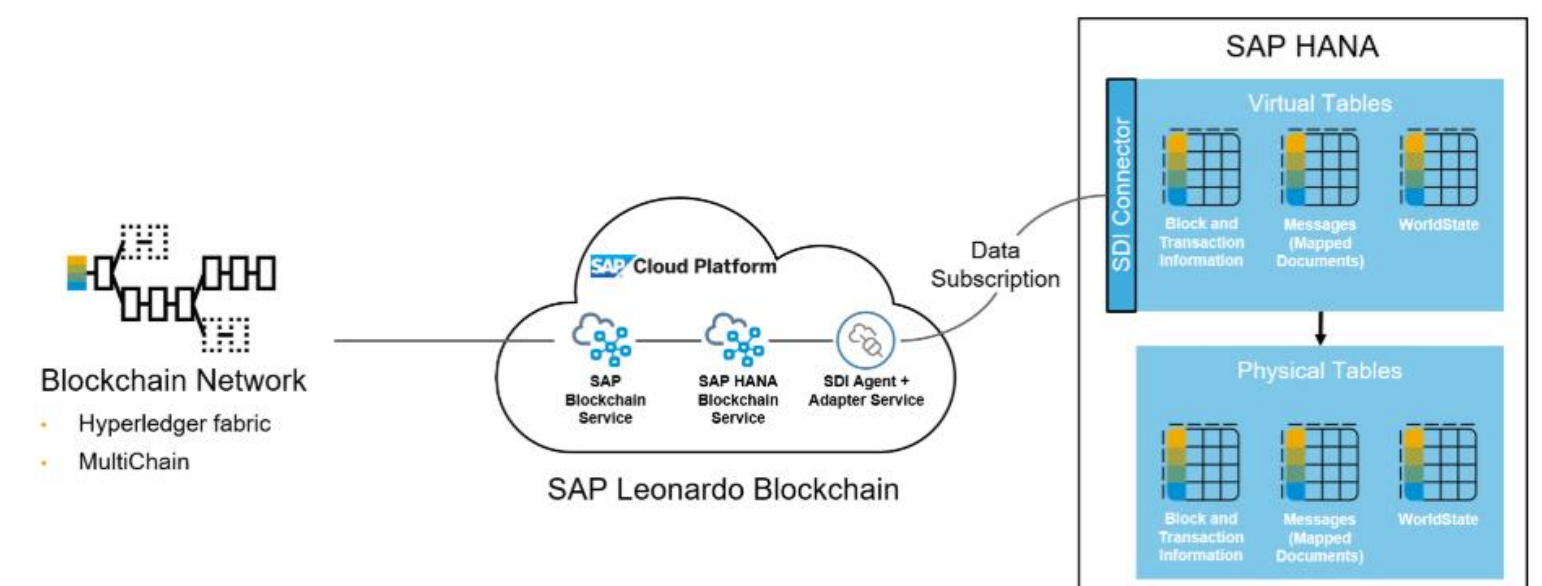 Blockchain Network
• Hyperledger fabric
• MultiChain
SAP Cloud Platform
SAP
Blockchain
Service
SAP HANA
Blockchain
Service
SDI Agent +
Adapter Service
SAP Leonardo Blockchain
Data
Subscription
SAP HANA
SDI Connector
Virtual Tables
Block and
Transaction
Information
Messages
(Mapped
Documents)
WorldState
Physical Tables
Block and
Transaction
Information
Messages
(Mapped
Documents)
WorldState